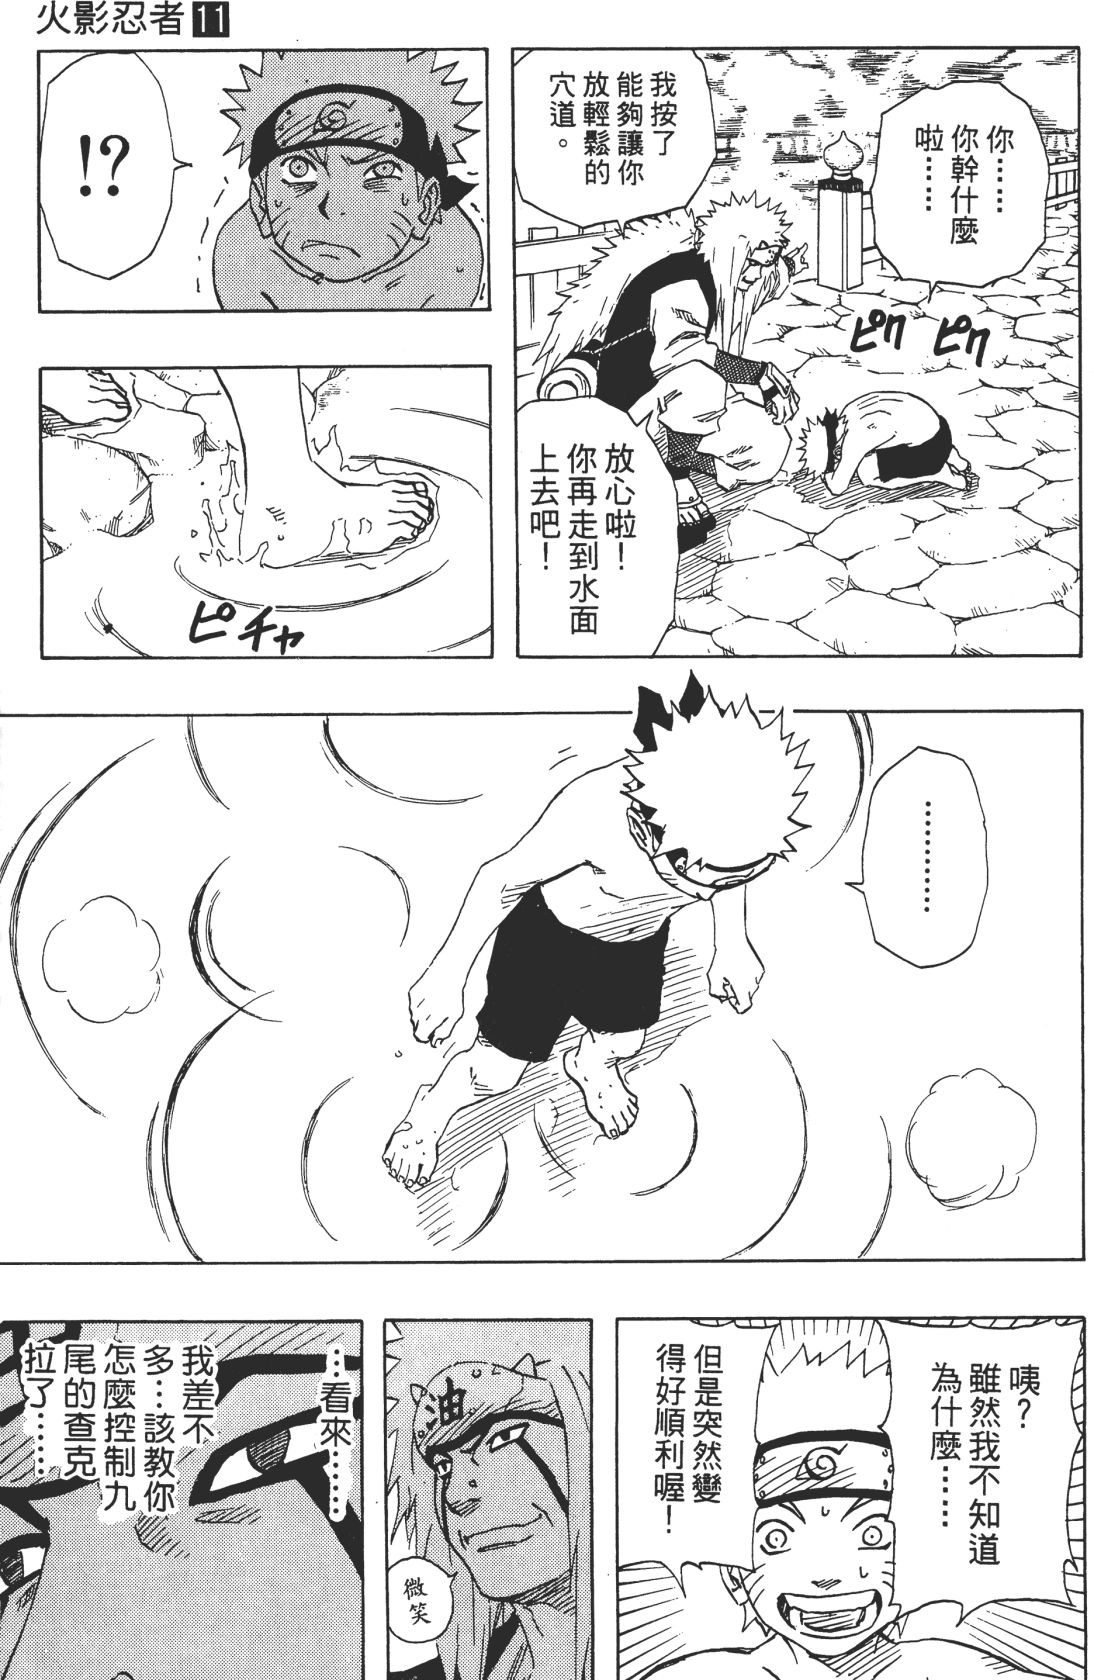 火影忍者11
你……
你幹什麼
啦……
我按了
能夠讓你
放輕鬆的
穴道。
ピク
ピク
放心啦！
你再走到水面
上去吧！
!?
ピチャ
…………
咦？
雖然我不知道
為什麼……
但是突然變
得好順利喔！
油
微笑
…看來……
我差不
多…該教你
怎麼控制九
尾的查克
拉了……